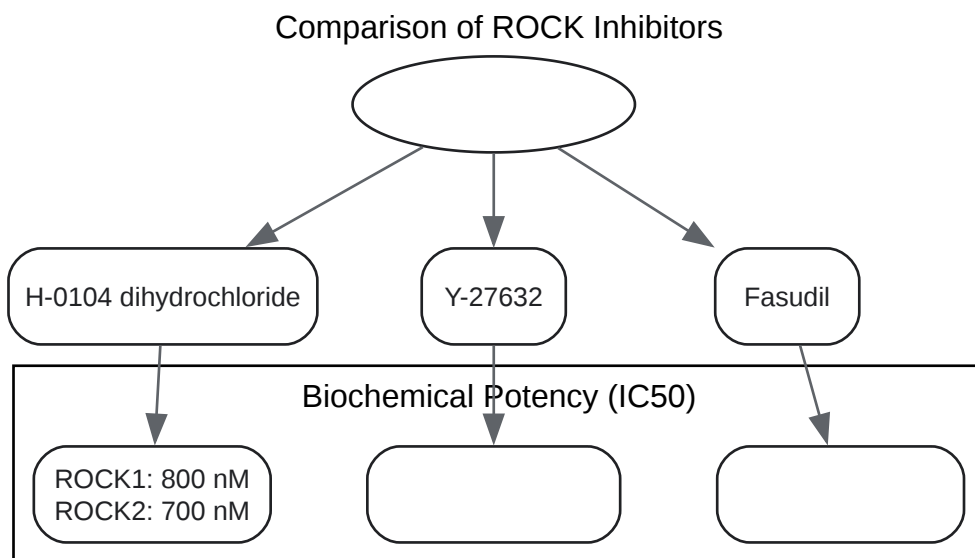 Comparison of ROCK Inhibitors
H-0104 dihydrochloride
Y-27632
Fasudil
Biochemical Potency (IC50)
ROCK1: 800 nM
ROCK2: 700 nM